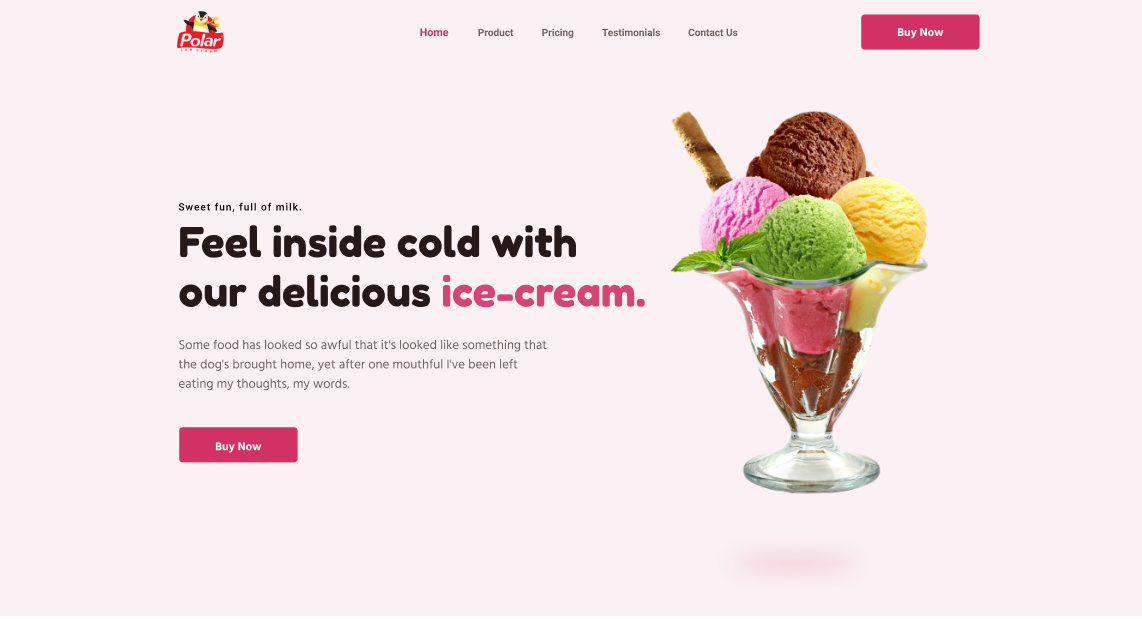 Polar
ICE CREAM
Home
Product
Pricing
Testimonials
Contact Us
Buy Now
Sweet fun, full of milk.
Feel inside cold with
our delicious ice-cream.
Some food has looked so awful that it's looked like something that
the dog's brought home, yet after one mouthful I've been left
eating my thoughts, my words.
Buy Now